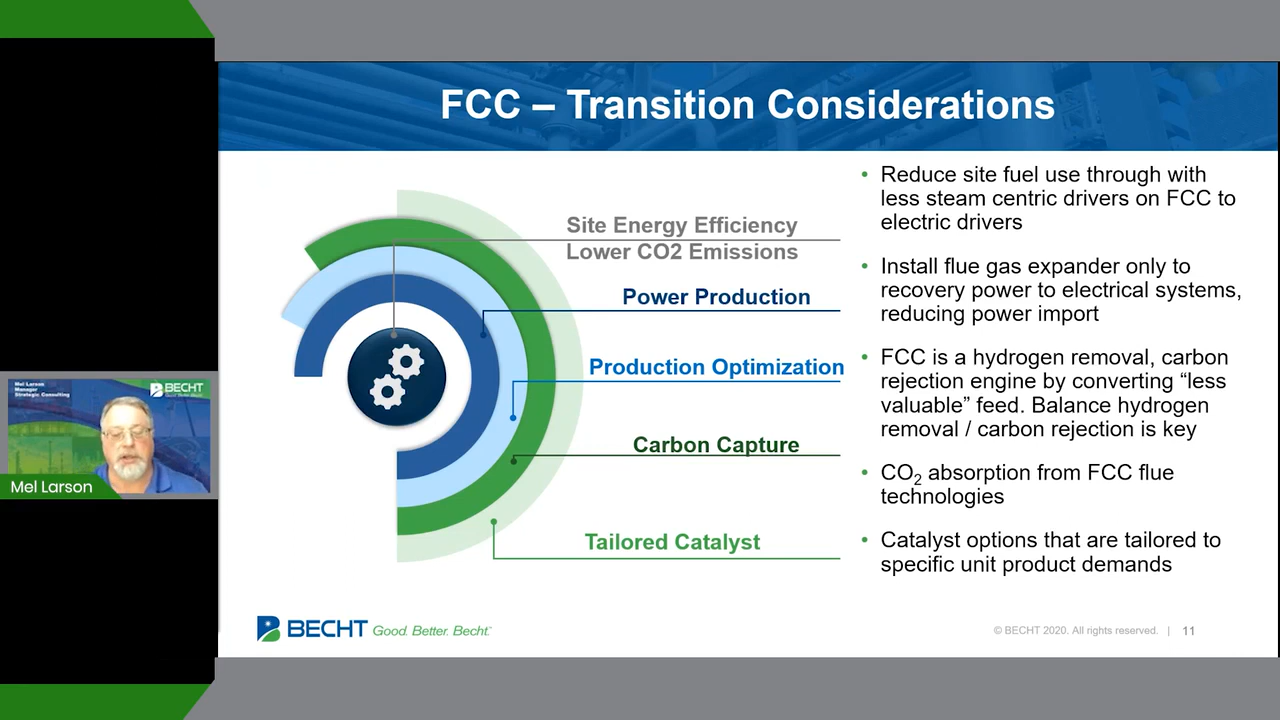 FCC – Transition Considerations
Site Energy Efficiency
Lower CO2 Emissions
Power Production
Production Optimization
Carbon Capture
Tailored Catalyst
• Reduce site fuel use through with
less steam centric drivers on FCC to
electric drivers
• Install flue gas expander only to
recovery power to electrical systems,
reducing power import
• FCC is a hydrogen removal, carbon
rejection engine by converting “less
valuable” feed. Balance hydrogen
removal / carbon rejection is key
• CO₂ absorption from FCC flue
technologies
• Catalyst options that are tailored to
specific unit product demands
Mel Larson
Manager
Strategic Consulting
BECHT
Good. Better. Becht.
Mel Larson
BECHT Good. Better. Becht.™
© BECHT 2020. All rights reserved. | 11